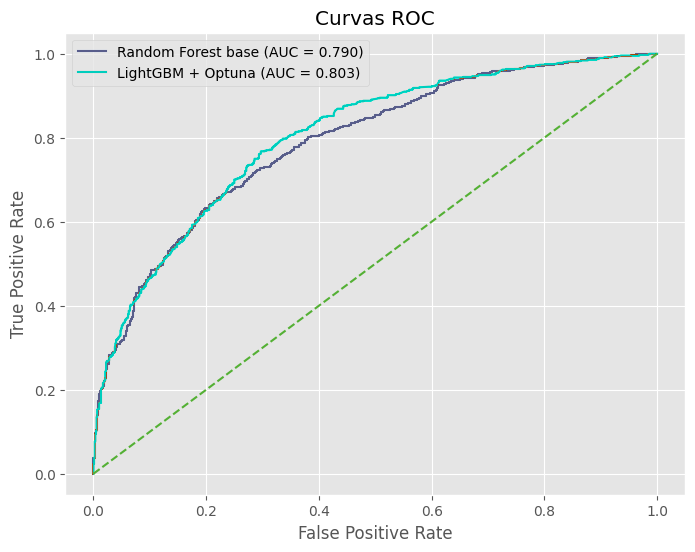 Curvas ROC
Random Forest base (AUC = 0.790)
LightGBM + Optuna (AUC = 0.803)
True Positive Rate
1.0
0.8
0.6
0.4
0.2
0.0
0.0 0.2 0.4 0.6 0.8 1.0
False Positive Rate